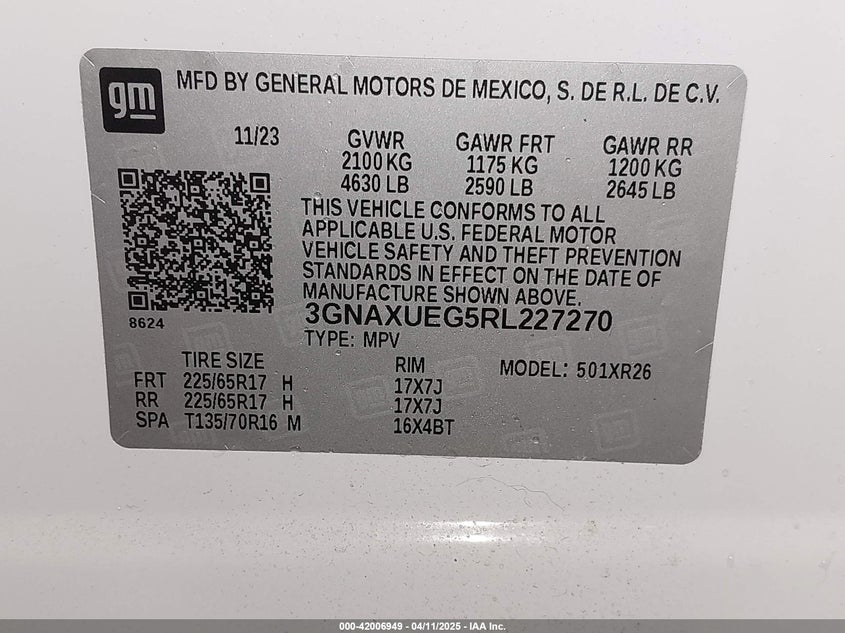 gm
MFD BY GENERAL MOTORS DE MEXICO, S. DE R.L. DE C.V.
11/23 GVWR GAWR FRT GAWR RR
2100 KG 1175 KG 1200 KG
4630 LB 2590 LB 2645 LB
THIS VEHICLE CONFORMS TO ALL
APPLICABLE U.S. FEDERAL MOTOR
VEHICLE SAFETY AND THEFT PREVENTION
STANDARDS IN EFFECT ON THE DATE OF
MANUFACTURE SHOWN ABOVE.
8624
3GNAXUEG5RL227270
TYPE: MPV
TIRE SIZE RIM MODEL: 501XR26
FRT 225/65R17 H 17X7J
RR 225/65R17 H 17X7J
SPA T135/70R16 M 16X4BT
000-42006949 - 04/11/2025 - IAA Inc.